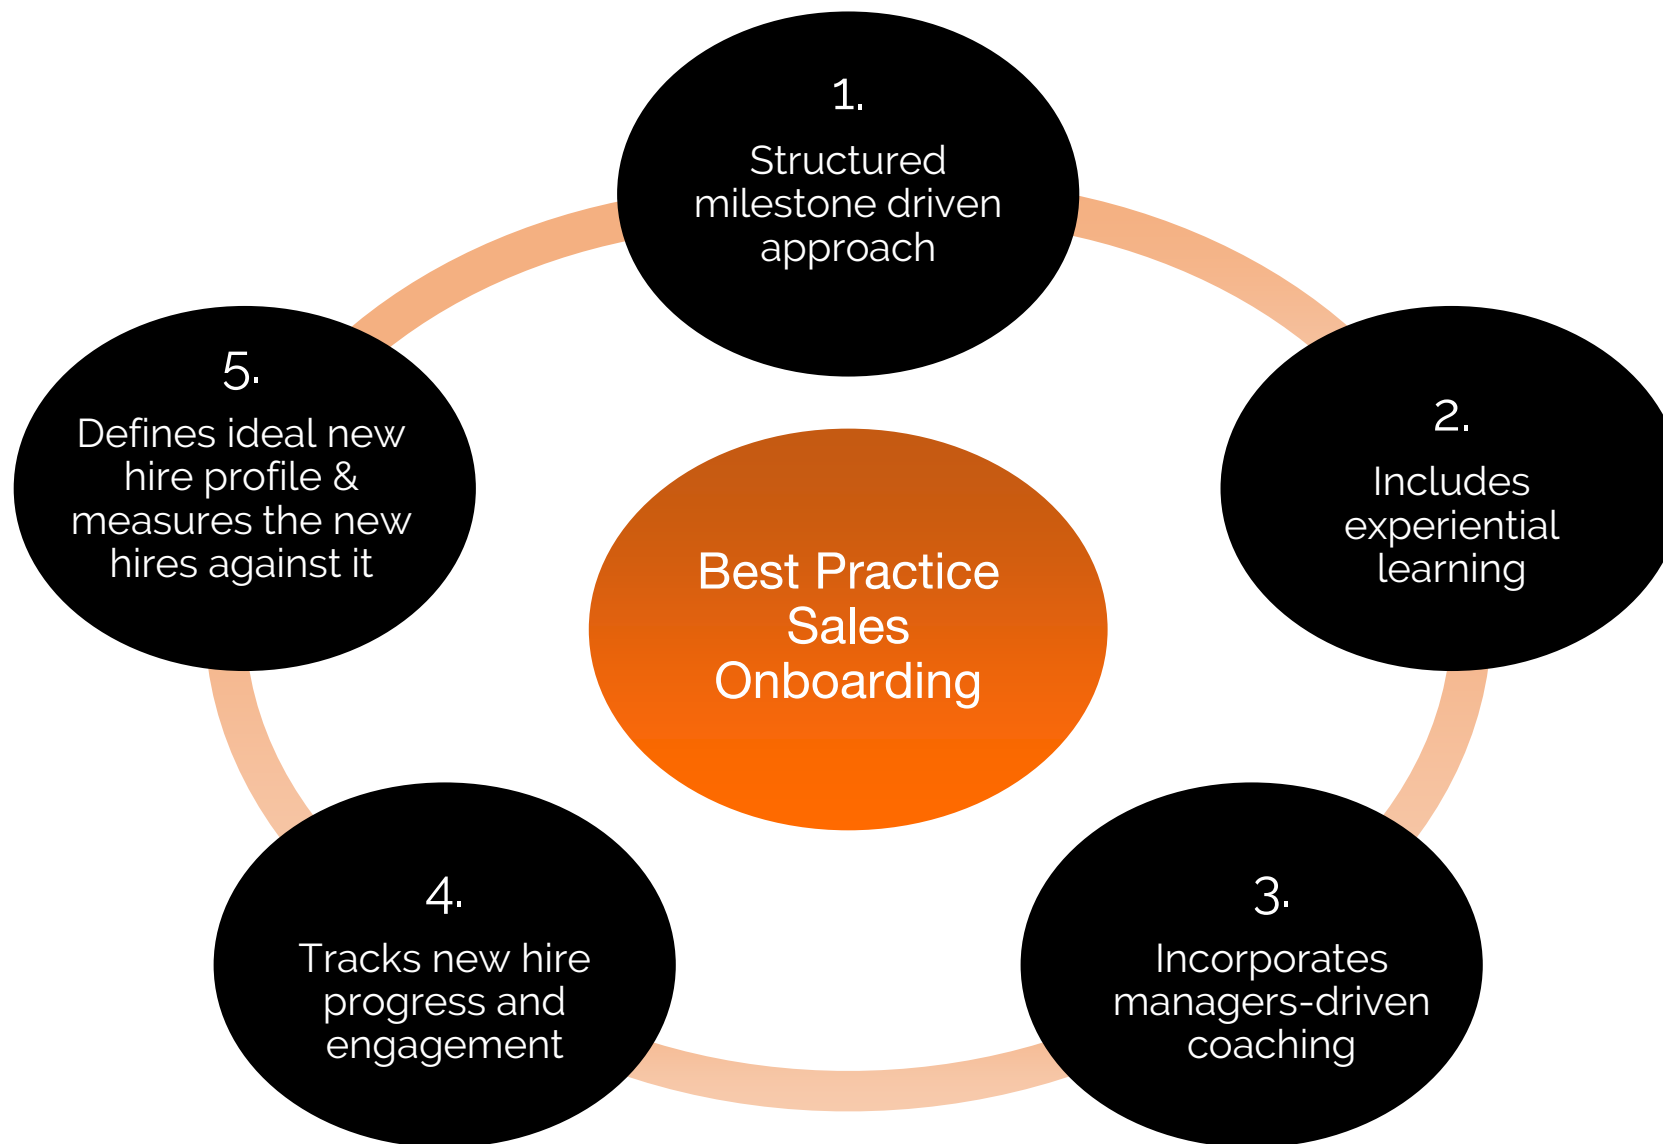 1.
Structured
milestone driven
approach
2.
Includes
experiential
learning
3.
Incorporates
managers-driven
coaching
4.
Tracks new hire
progress and
engagement
5.
Defines ideal new
hire profile &
measures the new
hires against it
Best Practice
Sales
Onboarding